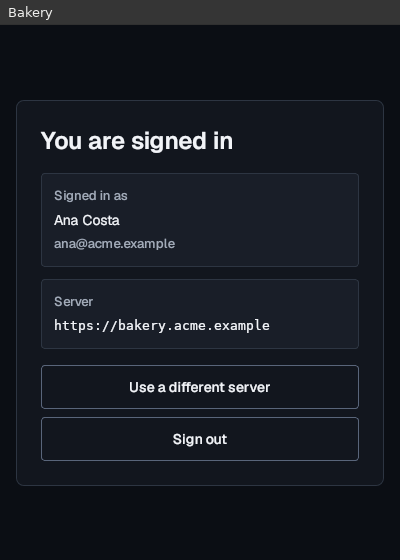 Bakery
You are signed in
Signed in as
Ana Costa
ana@acme.example
Server
https://bakery.acme.example
Use a different server
Sign out